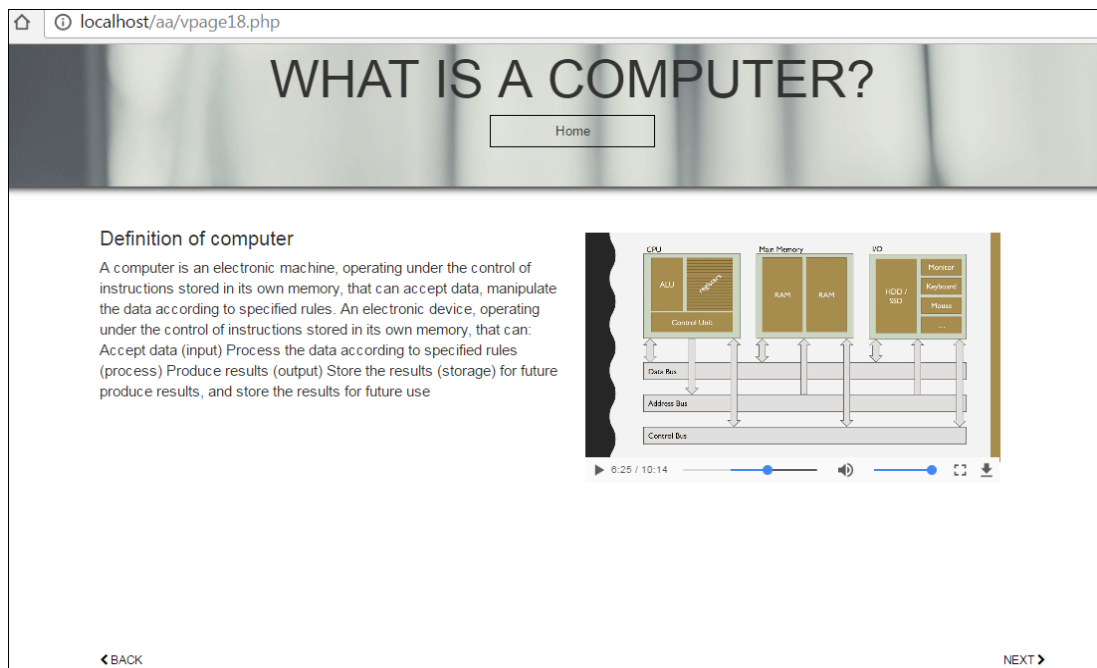 localhost/aa/vpage18.php
WHAT IS A COMPUTER?
Home
Definition of computer
A computer is an electronic machine, operating under the control of
instructions stored in its own memory, that can accept data, manipulate
the data according to specified rules. An electronic device, operating
under the control of instructions stored in its own memory, that can:
Accept data (input) Process the data according to specified rules
(process) Produce results (output) Store the results (storage) for future
produce results, and store the results for future use
CPU
Main Memory
I/O
ALU
registers
Control Unit
RAM
RAM
HDD /
SSD
Monitor
Keyboard
Mouse
...
Data Bus
Address Bus
Control Bus
6:25 / 10:14
BACK
NEXT